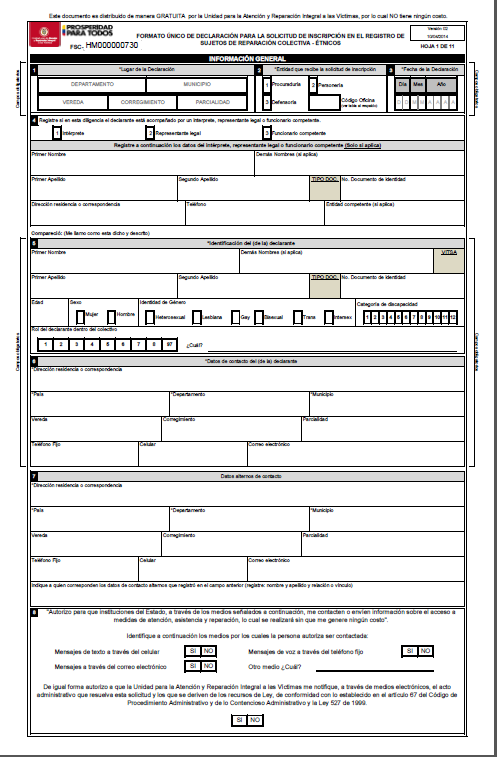 Este documento es distribuido de manera GRATUITA por la Unidad para la Atención y Reparación Integral a las Víctimas, por lo cual NO tiene ningún costo.
PROSPERIDAD
PARA TODOS
FSC- HM000000730
FORMATO ÚNICO DE DECLARACIÓN PARA LA SOLICITUD DE INSCRIPCIÓN EN EL REGISTRO DE
SUJETOS DE REPARACIÓN COLECTIVA - ÉTNICOS
Versión 02
10/04/2014
HOJA 1 DE 11
INFORMACIÓN GENERAL
1 *Lugar de la Declaración
DEPARTAMENTO MUNICIPIO
VEREDA CORREGIMIENTO PARCIALIDAD
2 *Entidad que recibe la solicitud de inscripción
1 Procuraduría 2 Personería
3 Defensoría Código Oficina
3 *Fecha de la Declaración
Día Mes Año
D D M M A A A A
Campos obligatorios
Campos obligatorios
4 Registre si en esta diligencia el declarante está acompañado por un interprete, representante legal o funcionario competente.
1 Intérprete 2 Representante legal 3 Funcionario competente
Registre a continuación los datos del intérprete, representante legal o funcionario competente (Solo si aplica)
Primer Nombre Demás Nombres (si aplica)
Primer Apellido Segundo Apellido TIPO DOC. No. Documento de identidad
Dirección residencia o correspondencia Teléfono Entidad competente (si aplica)
Compareció: (Me llamo como esta dicho y descrito)
5 *Identificación del (de la) declarante
Primer Nombre Demás Nombres (si aplica) VITSA
Primer Apellido Segundo Apellido TIPO DOC. No. Documento de identidad
Edad Sexo Identidad de Género Categoría de discapacidad
Mujer Hombre Heterosexual Lesbiana Gay Bisexual Trans Intersex 1 2 3 4 5 6 7 8 9 10 11 12
Rol del declarante dentro del colectivo
1 2 3 4 5 6 7 8 97 ¿Cuál?
Campos obligatorios
Campos obligatorios
6 *Datos de contacto del (de la) declarante
*Dirección residencia o correspondencia
*País *Departamento *Municipio
Vereda Corregimiento Parcialidad
Teléfono Fijo Celular Correo electrónico
7 Datos alternos de contacto
*Dirección residencia o correspondencia
*País *Departamento *Municipio
Vereda Corregimiento Parcialidad
Teléfono Fijo Celular Correo electrónico
Indique a quien corresponden los datos de contacto alternos que registró en el campo anterior (registre: nombre y apellido y relación o vínculo)
8 "Autorizo para que instituciones del Estado, a través de los medios señalados a continuación, me contacten o envíen información sobre el acceso a
medidas de atención, asistencia y reparación, lo cual se realizará sin que me genere ningún costo".
Identifique a continuación los medios por los cuales la persona autoriza ser contactada:
Mensajes de texto a través del celular SI NO Mensajes de voz a través del teléfono fijo SI NO
Mensajes a través del correo electrónico SI NO Otro medio ¿Cuál?
De igual forma autorizo a que la Unidad para la Atención y Reparación Integral a las Víctimas me notifique, a través de medios electrónicos, el acto
administrativo que resuelva esta solicitud y los que se deriven de los recursos de Ley, de conformidad con lo establecido en el artículo 67 del Código de
Procedimiento Administrativo y de lo Contencioso Administrativo y la Ley 527 de 1999.
SI NO